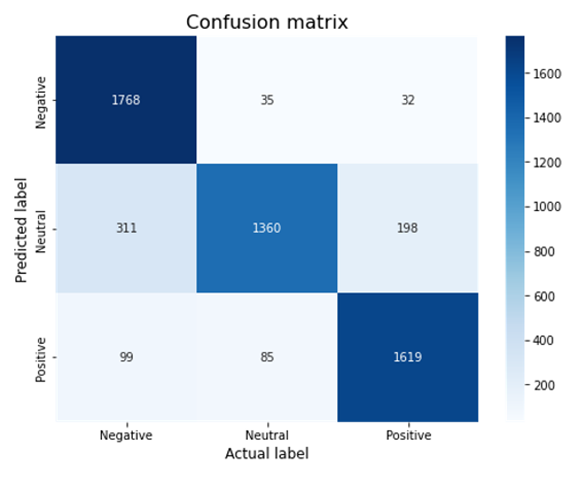 Confusion matrix
Predicted label
Negative
1768 35 32
Neutral
311 1360 198
Positive
99 85 1619
Negative Neutral Positive
Actual label
1600
1400
1200
1000
800
600
400
200